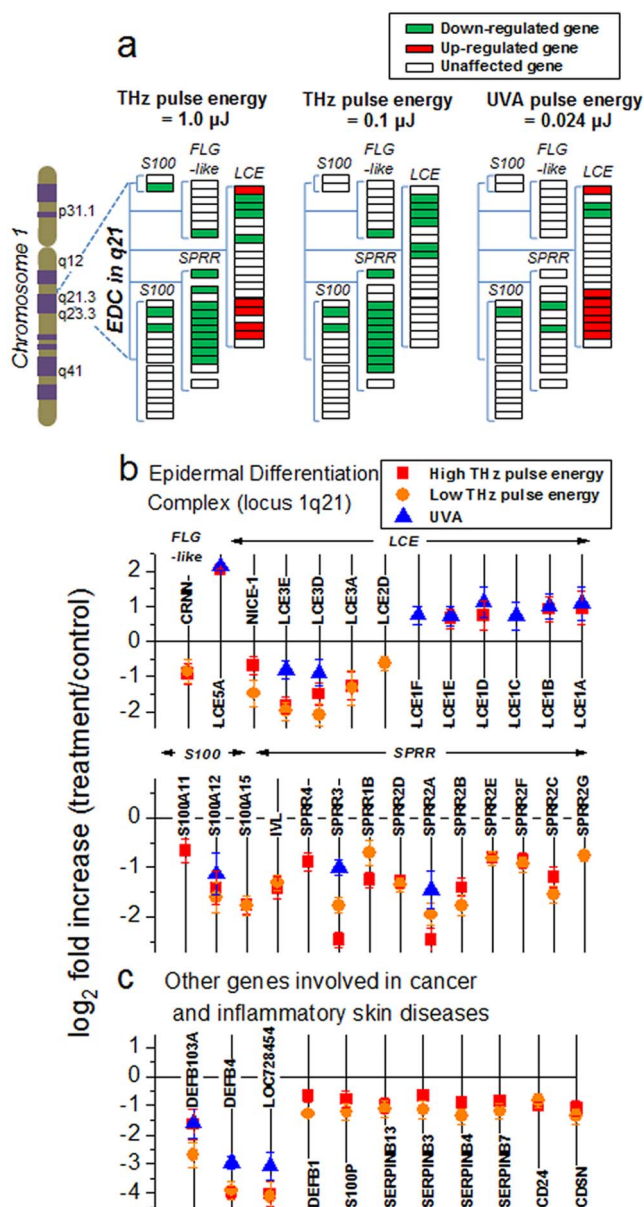 a
Down-regulated gene
Up-regulated gene
Unaffected gene
THz pulse energy
= 1.0 µJ
THz pulse energy
= 0.1 µJ
UVA pulse energy
= 0.024 µJ
S100
FLG
-like
LCE
S100
FLG
-like
LCE
S100
FLG
-like
LCE
Chromosome 1
p31.1
q12
q21.3
q23.3
q41
EDC in q21
SPRR
S100
SPRR
S100
SPRR
S100
b Epidermal Differentiation
Complex (locus 1q21)
High THz pulse energy
Low THz pulse energy
UVA
FLG
-like
LCE
log2 fold increase (treatment/control)
2
1
0
-1
-2
CRNN
LCE5A
NICE-1
LCE3E
LCE3D
LCE3A
LCE2D
LCE1F
LCE1E
LCE1D
LCE1C
LCE1B
LCE1A
S100
SPRR
0
-1
-2
S100A11
S100A12
S100A15
IVL
SPRR4
SPRR3
SPRR1B
SPRR2D
SPRR2A
SPRR2B
SPRR2E
SPRR2F
SPRR2C
SPRR2G
c Other genes involved in cancer
and inflammatory skin diseases
1
0
-1
-2
-3
-4
DEFB103A
DEFB4
LOC728454
DEFB1
S100P
SERPINB13
SERPINB3
SERPINB4
SERPINB7
CD24
CDSN